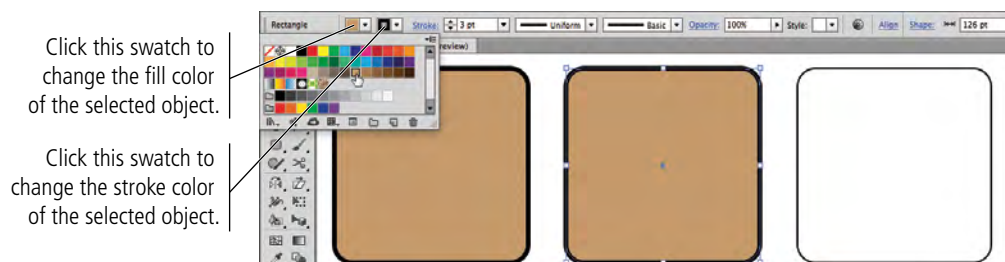 Rectangle Stroke: 3 pt Uniform Basic Opacity: 100% Style: Align Shape: 126 pt
review)
Click this swatch to
change the fill color
of the selected object.
Click this swatch to
change the stroke color
of the selected object.